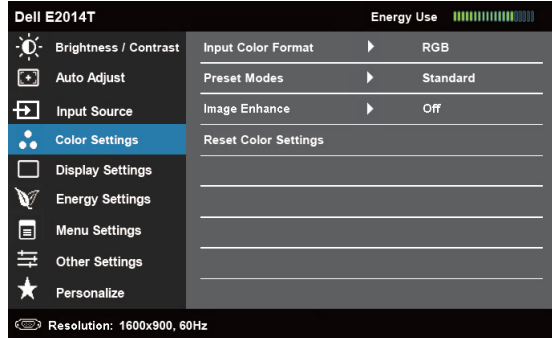 Dell E2014T Energy Use
Brightness / Contrast
Auto Adjust
Input Source
Color Settings
Display Settings
Energy Settings
Menu Settings
Other Settings
Personalize
Input Color Format RGB
Preset Modes Standard
Image Enhance Off
Reset Color Settings
Resolution: 1600x900, 60Hz